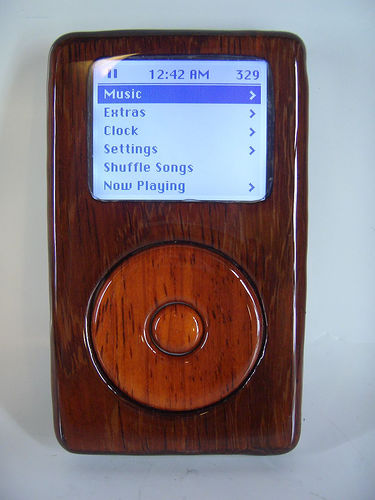 12:42 AM 329
Music >
Extras >
Clock >
Settings >
Shuffle Songs
Now Playing >